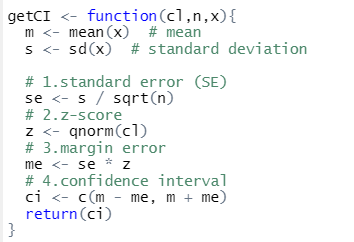 getCI <- function(cl,n,x){
  m <- mean(x)  # mean
  s <- sd(x)  # standard deviation

  # 1.standard error (SE)
  se <- s / sqrt(n)
  # 2.z-score
  z <- qnorm(cl)
  # 3.margin error
  me <- se * z
  # 4.confidence interval
  ci <- c(m - me, m + me)
  return(ci)
}